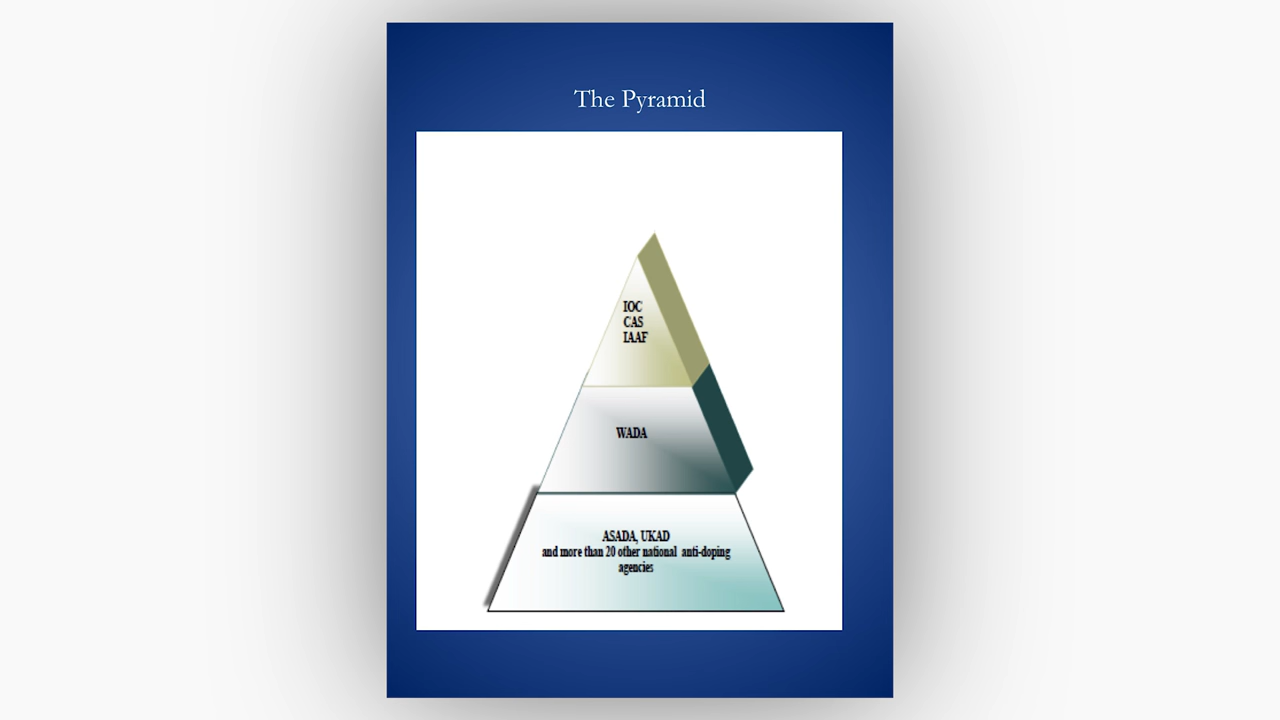 The Pyramid
IOC
CAS
IAAF
WADA
ASADA, UKAD
and more than 20 other national anti-doping
agencies